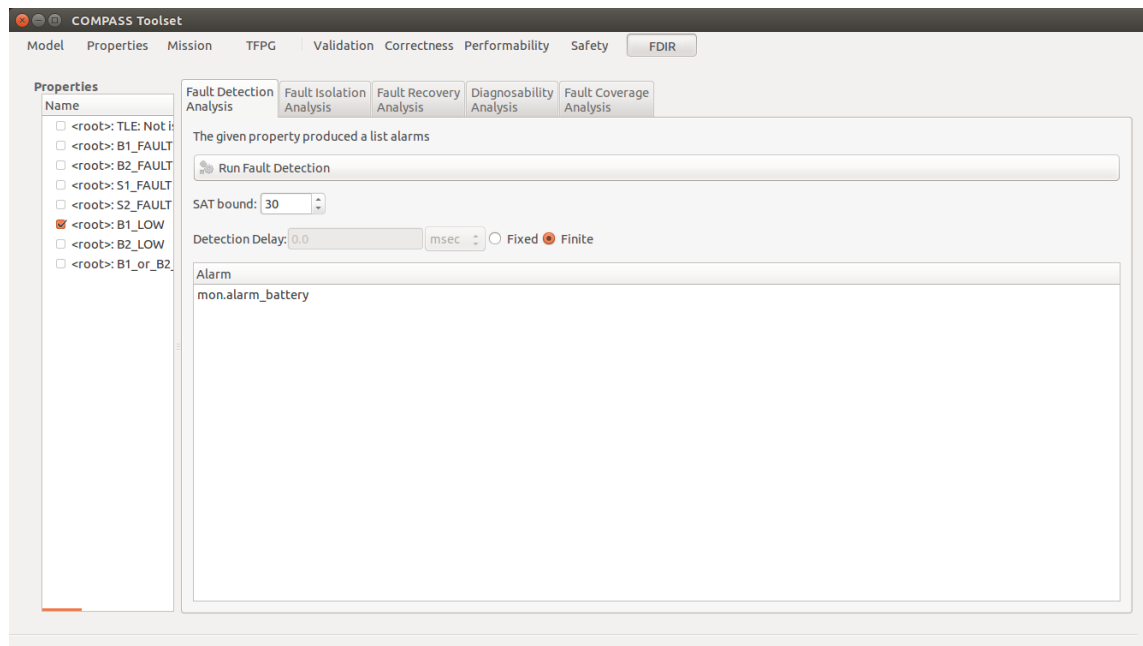 COMPASS Toolset
Model Properties Mission TFPG Validation Correctness Performability Safety FDIR
Properties
Name
<root>: TLE: Not i
<root>: B1_FAULT
<root>: B2_FAULT
<root>: S1_FAULT
<root>: S2_FAULT
<root>: B1_LOW
<root>: B2_LOW
<root>: B1_or_B2_
Fault Detection
Analysis
Fault Isolation
Analysis
Fault Recovery
Analysis
Diagnosability
Analysis
Fault Coverage
Analysis
The given property produced a list alarms
Run Fault Detection
SAT bound: 30
Detection Delay: 0.0 msec Fixed Finite
Alarm
mon.alarm_battery